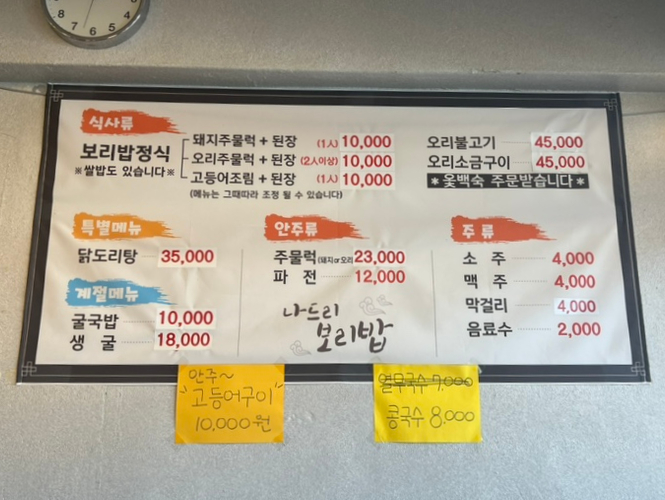 식사류
보리밥정식
※쌀밥도 있습니다※
돼지주물럭 + 된장 (1人) 10,000
오리주물럭 + 된장 (2人이상) 10,000
고등어조림 + 된장 (1人) 10,000
(메뉴는 그때따라 조정 될 수 있습니다)
오리불고기 45,000
오리소금구이 45,000
*옻백숙 주문받습니다*
특별메뉴
닭도리탕 35,000
계절메뉴
굴국밥 10,000
생 굴 18,000
안주류
주물럭(돼지or오리) 23,000
파 전 12,000
나드리
보리밥
주 류
소 주 4,000
맥 주 4,000
막걸리 4,000
음료수 2,000
안주~
"고등어구이"
10,000원
열무국수 7.000
콩국수 8.000